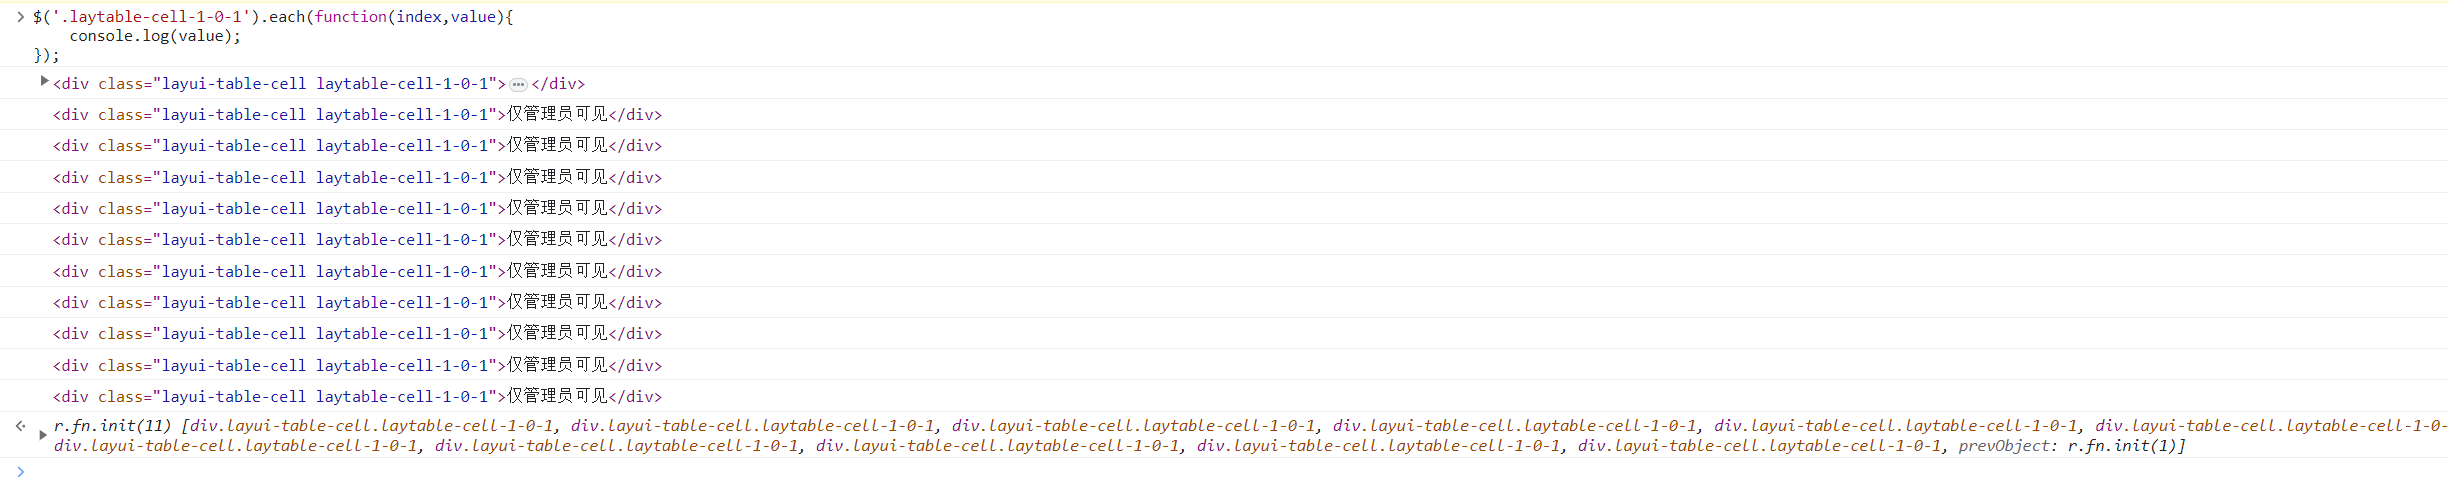 > $('.laytable-cell-1-0-1').each(function(index,value){
    console.log(value);
});
▶<div class="layui-table-cell laytable-cell-1-0-1">…</div>
<div class="layui-table-cell laytable-cell-1-0-1">仅管理员可见</div>
<div class="layui-table-cell laytable-cell-1-0-1">仅管理员可见</div>
<div class="layui-table-cell laytable-cell-1-0-1">仅管理员可见</div>
<div class="layui-table-cell laytable-cell-1-0-1">仅管理员可见</div>
<div class="layui-table-cell laytable-cell-1-0-1">仅管理员可见</div>
<div class="layui-table-cell laytable-cell-1-0-1">仅管理员可见</div>
<div class="layui-table-cell laytable-cell-1-0-1">仅管理员可见</div>
<div class="layui-table-cell laytable-cell-1-0-1">仅管理员可见</div>
<div class="layui-table-cell laytable-cell-1-0-1">仅管理员可见</div>
<div class="layui-table-cell laytable-cell-1-0-1">仅管理员可见</div>
r.fn.init(11) [div.layui-table-cell.laytable-cell-1-0-1, div.layui-table-cell.laytable-cell-1-0-1, div.layui-table-cell.laytable-cell-1-0-1, div.layui-table-cell.laytable-cell-1-0-1, div.layui-table-cell.laytable-cell-1-0-1, div.layui-table-cell.laytable-cell-1-0-
div.layui-table-cell.laytable-cell-1-0-1, div.layui-table-cell.laytable-cell-1-0-1, div.layui-table-cell.laytable-cell-1-0-1, div.layui-table-cell.laytable-cell-1-0-1, div.layui-table-cell.laytable-cell-1-0-1, prevObject: r.fn.init(1)]
>